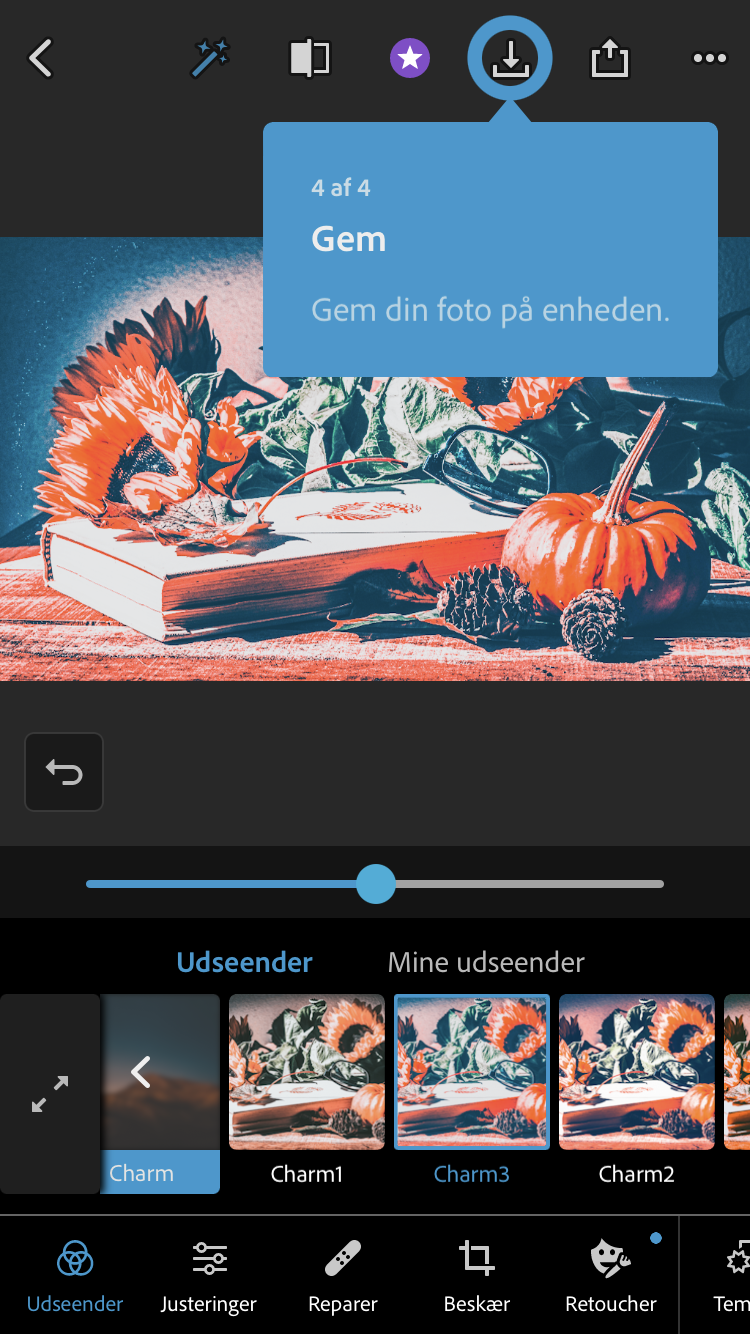 4 af 4
Gem
Gem din foto på enheden.
Udseender
Mine udseender
Charm
Charm1
Charm3
Charm2
Udseender
Justeringer
Reparer
Beskær
Retoucher
Tem